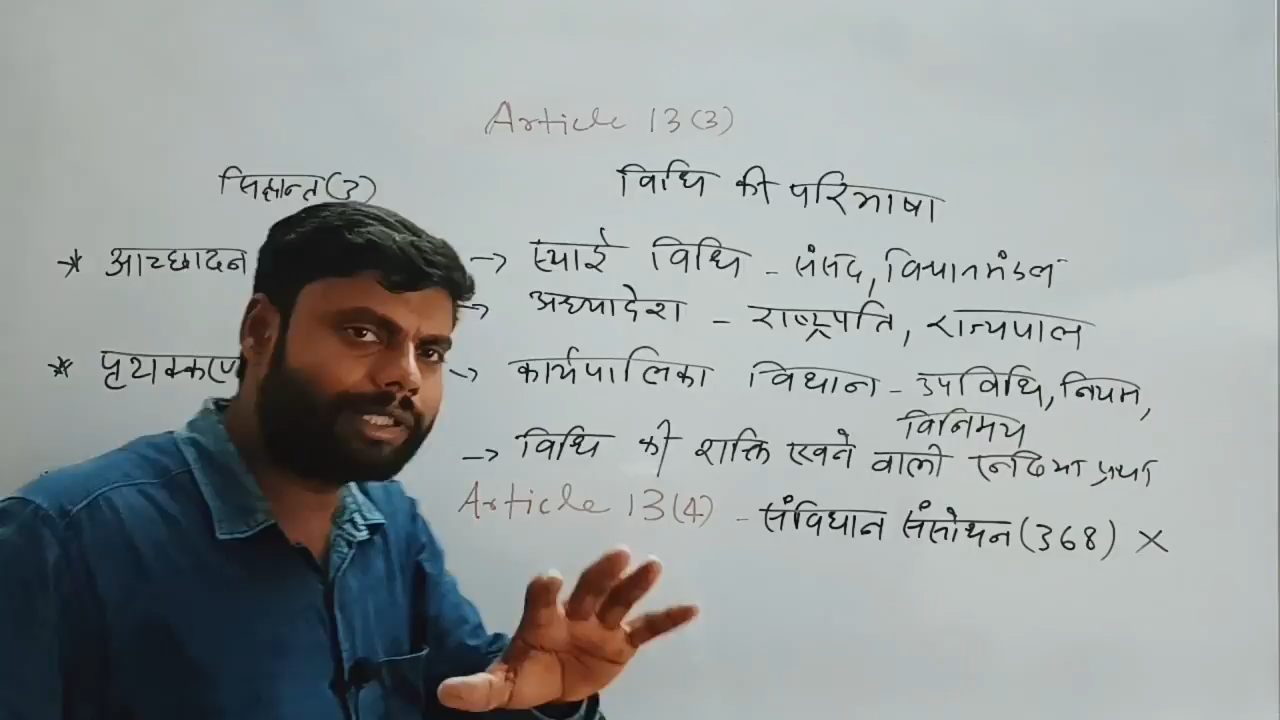 Article 13(3)
सिद्धान्त(3)
विधि की परिभाषा
* आच्छादन
→ स्थाई विधि - संसद, विधानमंडल
→ अध्यादेश - राष्ट्रपति, राज्यपाल
* पृथक्करण
→ कार्यपालिका विधान - उपविधि, नियम,
विनिमय
→ विधि की शक्ति रखने वाली रूढि या प्रथा
Article 13(4) - संविधान संसोधन(368) ×